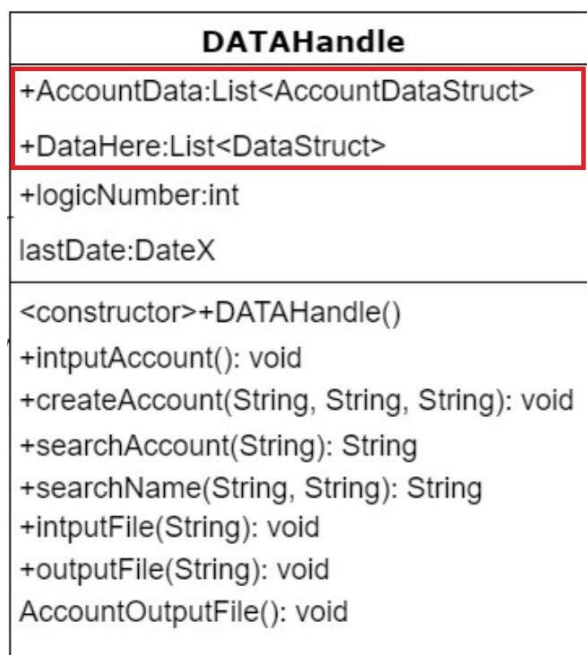 DATAHandle
+AccountData:List<AccountDataStruct>
+DataHere:List<DataStruct>
+logicNumber:int
lastDate:DateX
<constructor>+DATAHandle()
+intputAccount(): void
+createAccount(String, String, String): void
+searchAccount(String): String
+searchName(String, String): String
+intputFile(String): void
+outputFile(String): void
AccountOutputFile(): void